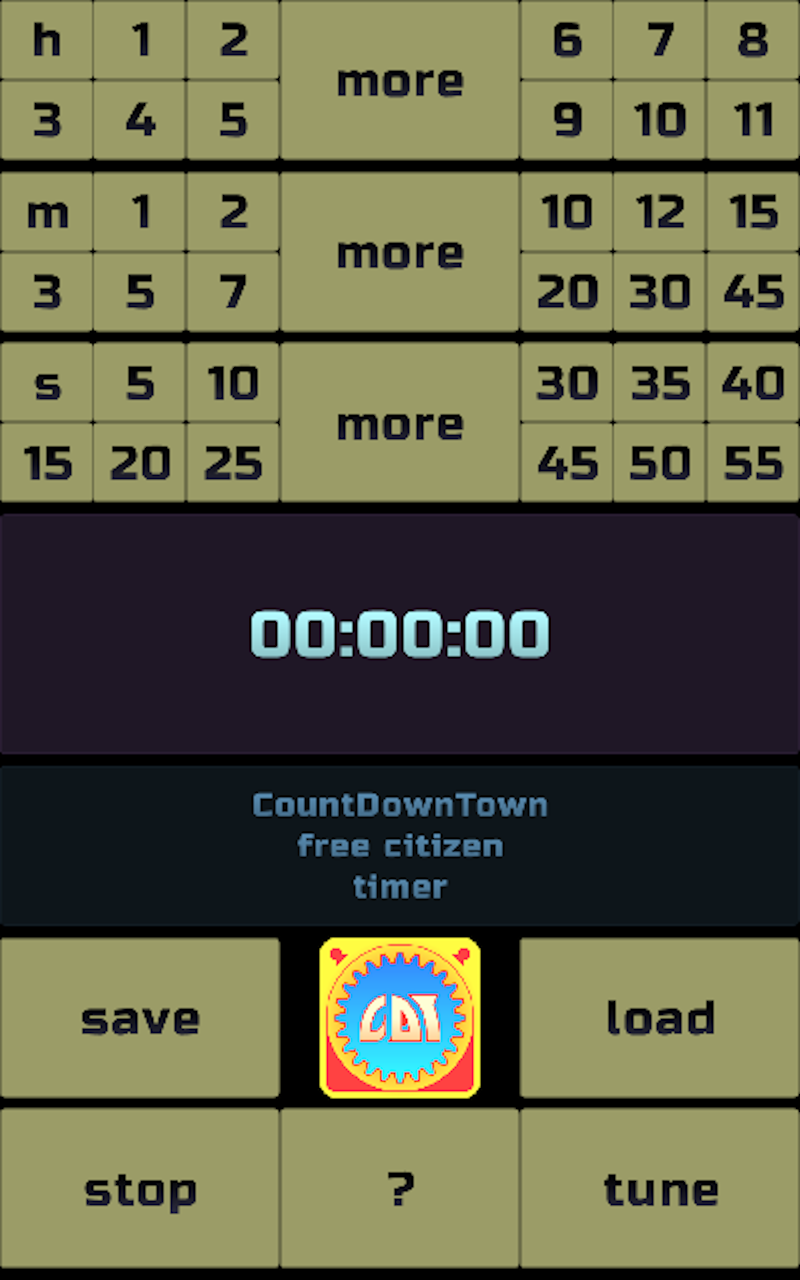 h 1 2 more 6 7 8
3 4 5 9 10 11
m 1 2 more 10 12 15
3 5 7 20 30 45
s 5 10 more 30 35 40
15 20 25 45 50 55
00:00:00
CountDownTown
free citizen
timer
save CDT load
stop ? tune